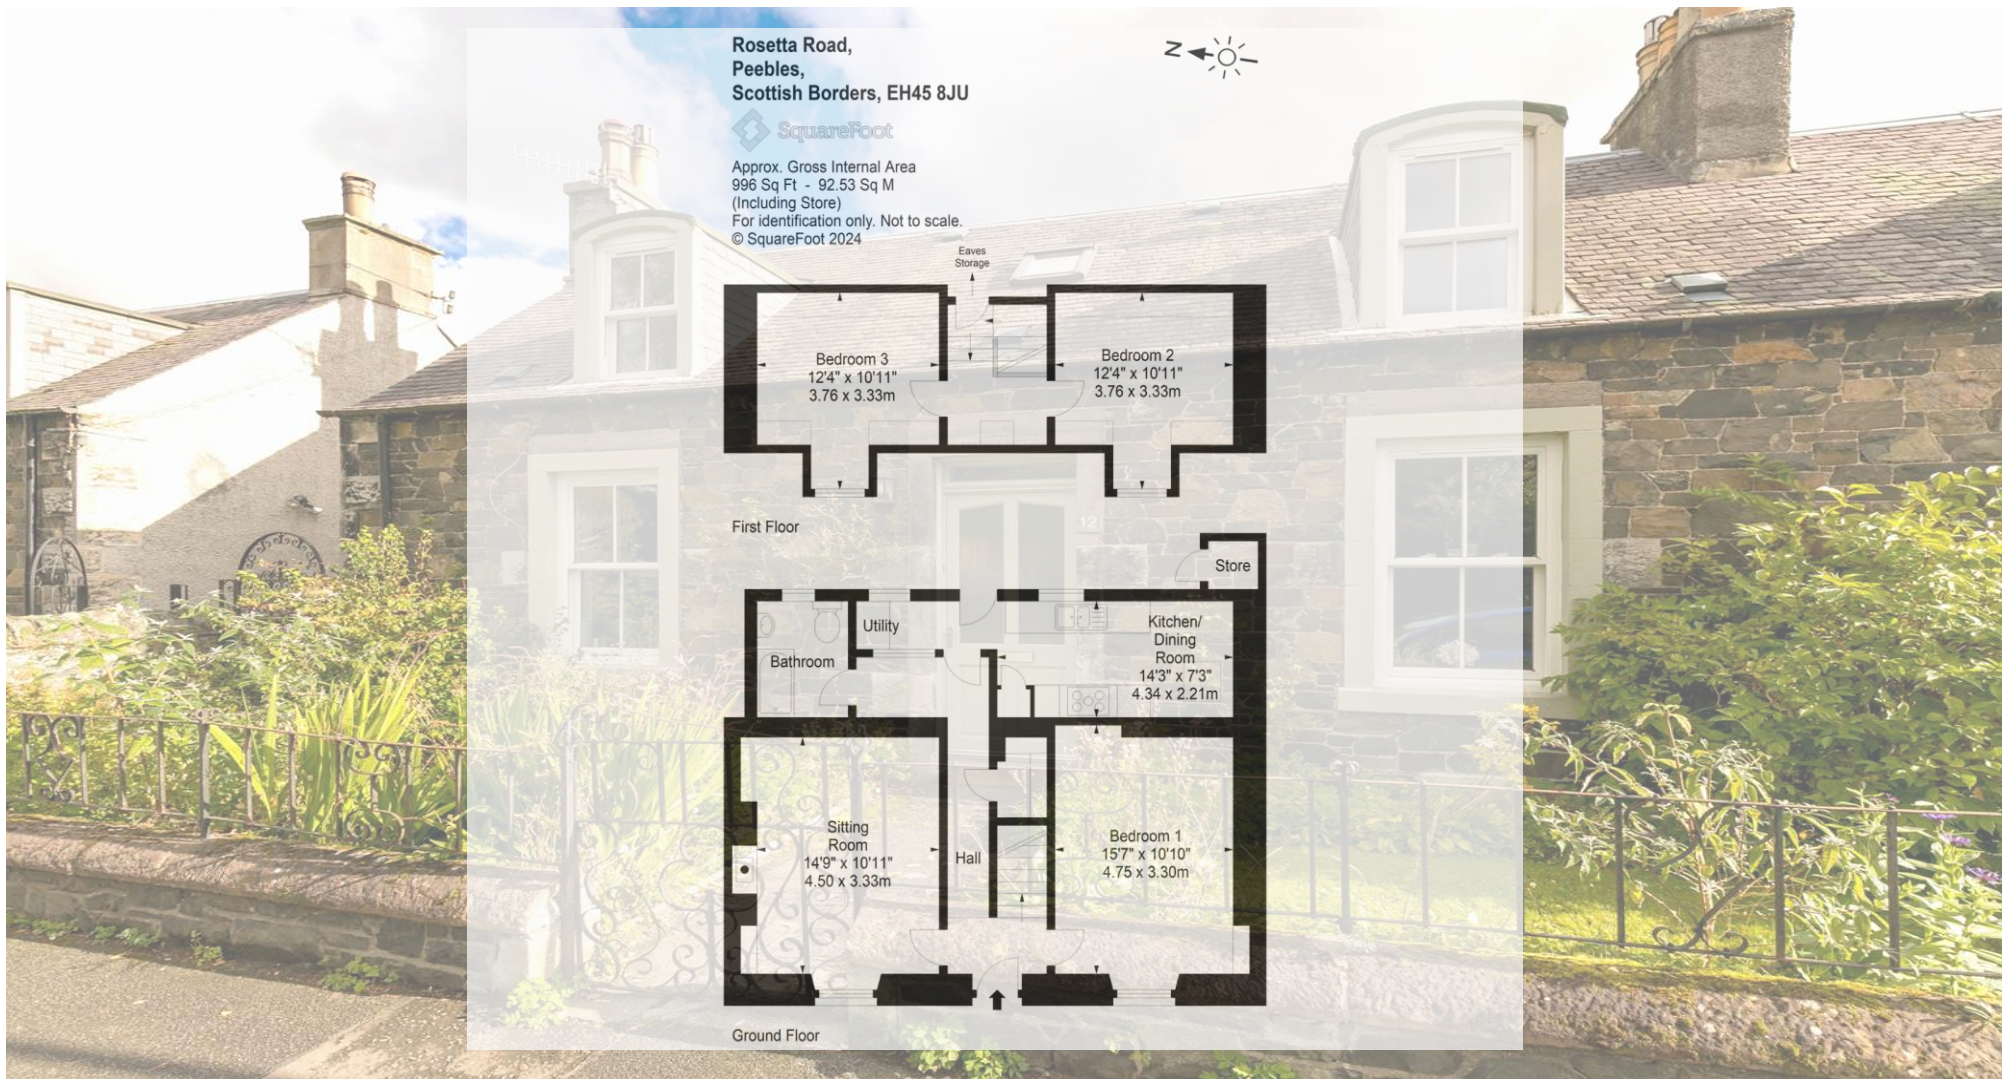 Rosetta Road,
Peebles,
Scottish Borders, EH45 8JU
N
SquareFoot
Approx. Gross Internal Area
996 Sq Ft - 92.53 Sq M
(Including Store)
For identification only. Not to scale.
© SquareFoot 2024
Eaves
Storage
Bedroom 3
12'4" x 10'11"
3.76 x 3.33m
Bedroom 2
12'4" x 10'11"
3.76 x 3.33m
First Floor
12
Store
Utility
Bathroom
Kitchen/
Dining
Room
14'3" x 7'3"
4.34 x 2.21m
Sitting
Room
14'9" x 10'11"
4.50 x 3.33m
Hall
Bedroom 1
15'7" x 10'10"
4.75 x 3.30m
Ground Floor